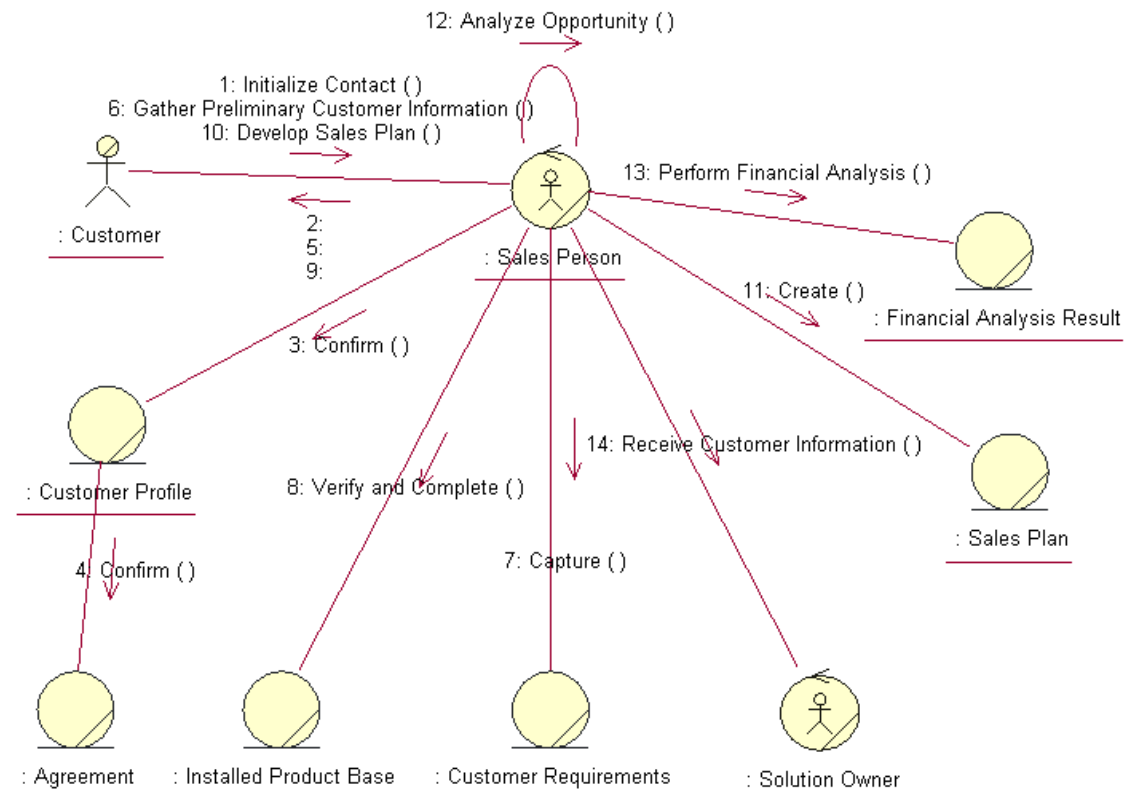 12: Analyze Opportunity ( )
1: Initialize Contact ( )
6: Gather Preliminary Customer Information ( )
10: Develop Sales Plan ( )
13: Perform Financial Analysis ( )
2:
5:
9:
: Customer
: Sales Person
11: Create ( )
: Financial Analysis Result
3: Confirm ( )
14: Receive Customer Information ( )
8: Verify and Complete ( )
: Customer Profile
: Sales Plan
7: Capture ( )
4: Confirm ( )
: Agreement
: Installed Product Base
: Customer Requirements
: Solution Owner